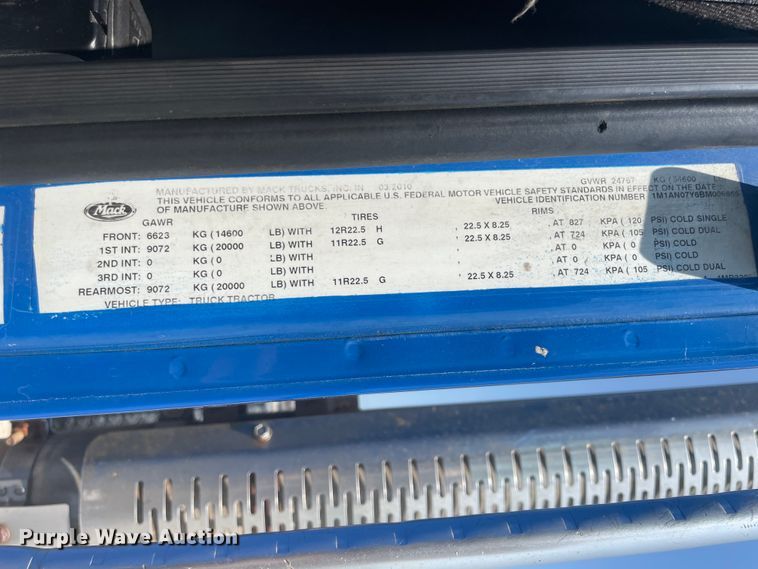 MANUFACTURED BY MACK TRUCKS, INC. IN 03 2010 GVWR 24767 KG / 54600
THIS VEHICLE CONFORMS TO ALL APPLICABLE U.S. FEDERAL MOTOR VEHICLE SAFETY STANDARDS IN EFFECT ON THE DATE
OF MANUFACTURE SHOWN ABOVE. VEHICLE IDENTIFICATION NUMBER
Mack
GAWR TIRES RIMS
FRONT: 6623 KG ( 14600 LB) WITH 12R22.5 H , 22.5 X 8.25 , AT 827 KPA ( 120 PSI) COLD SINGLE
1ST INT: 9072 KG ( 20000 LB) WITH 11R22.5 G , 22.5 X 8.25 , AT 724 KPA ( 105 PSI) COLD DUAL
2ND INT: 0 KG ( 0 LB) WITH , , AT 0 KPA ( 0 PSI) COLD
3RD INT: 0 KG ( 0 LB) WITH , , AT 0 KPA ( 0 PSI) COLD
REARMOST: 9072 KG ( 20000 LB) WITH 11R22.5 G , 22.5 X 8.25 , AT 724 KPA ( 105 PSI) COLD DUAL
VEHICLE TYPE: TRUCK TRACTOR
Purple Wave Auction